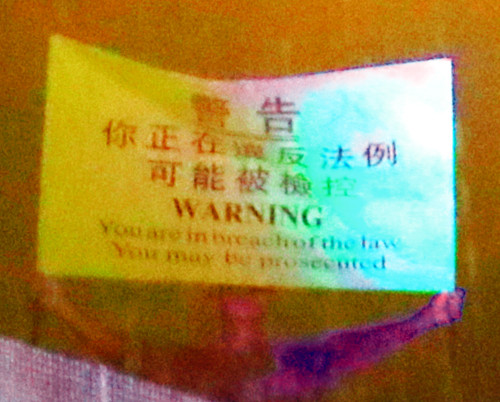 警告
你正在違反法例
可能被檢控
WARNING
You are in breach of the law
You may be prosecuted